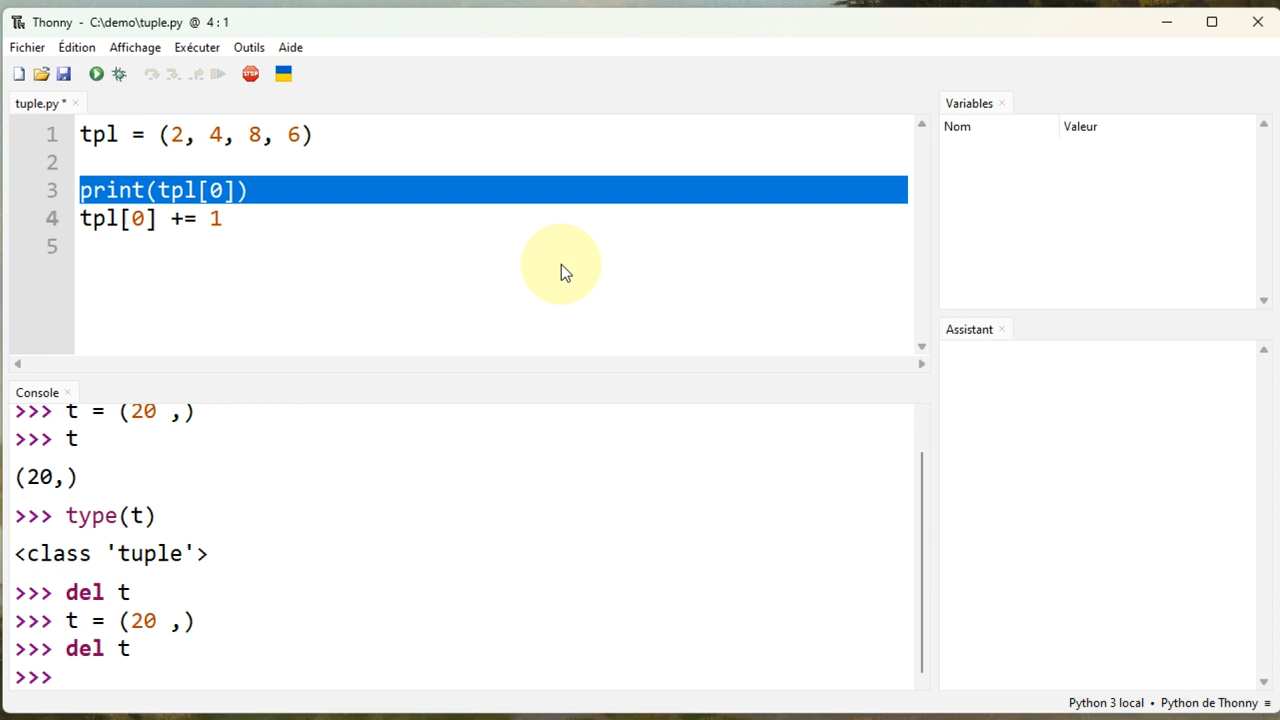 Thonny - C:\demo\tuple.py @ 4 : 1
Fichier Édition Affichage Exécuter Outils Aide
STOP
tuple.py * ×
1 tpl = (2, 4, 8, 6)
2
3 print(tpl[0])
4 tpl[0] += 1
5
Variables ×
Nom Valeur
Assistant ×
Console ×
>>> t = (20 ,)
>>> t
(20,)
>>> type(t)
<class 'tuple'>
>>> del t
>>> t = (20 ,)
>>> del t
>>>
Python 3 local • Python de Thonny ≡